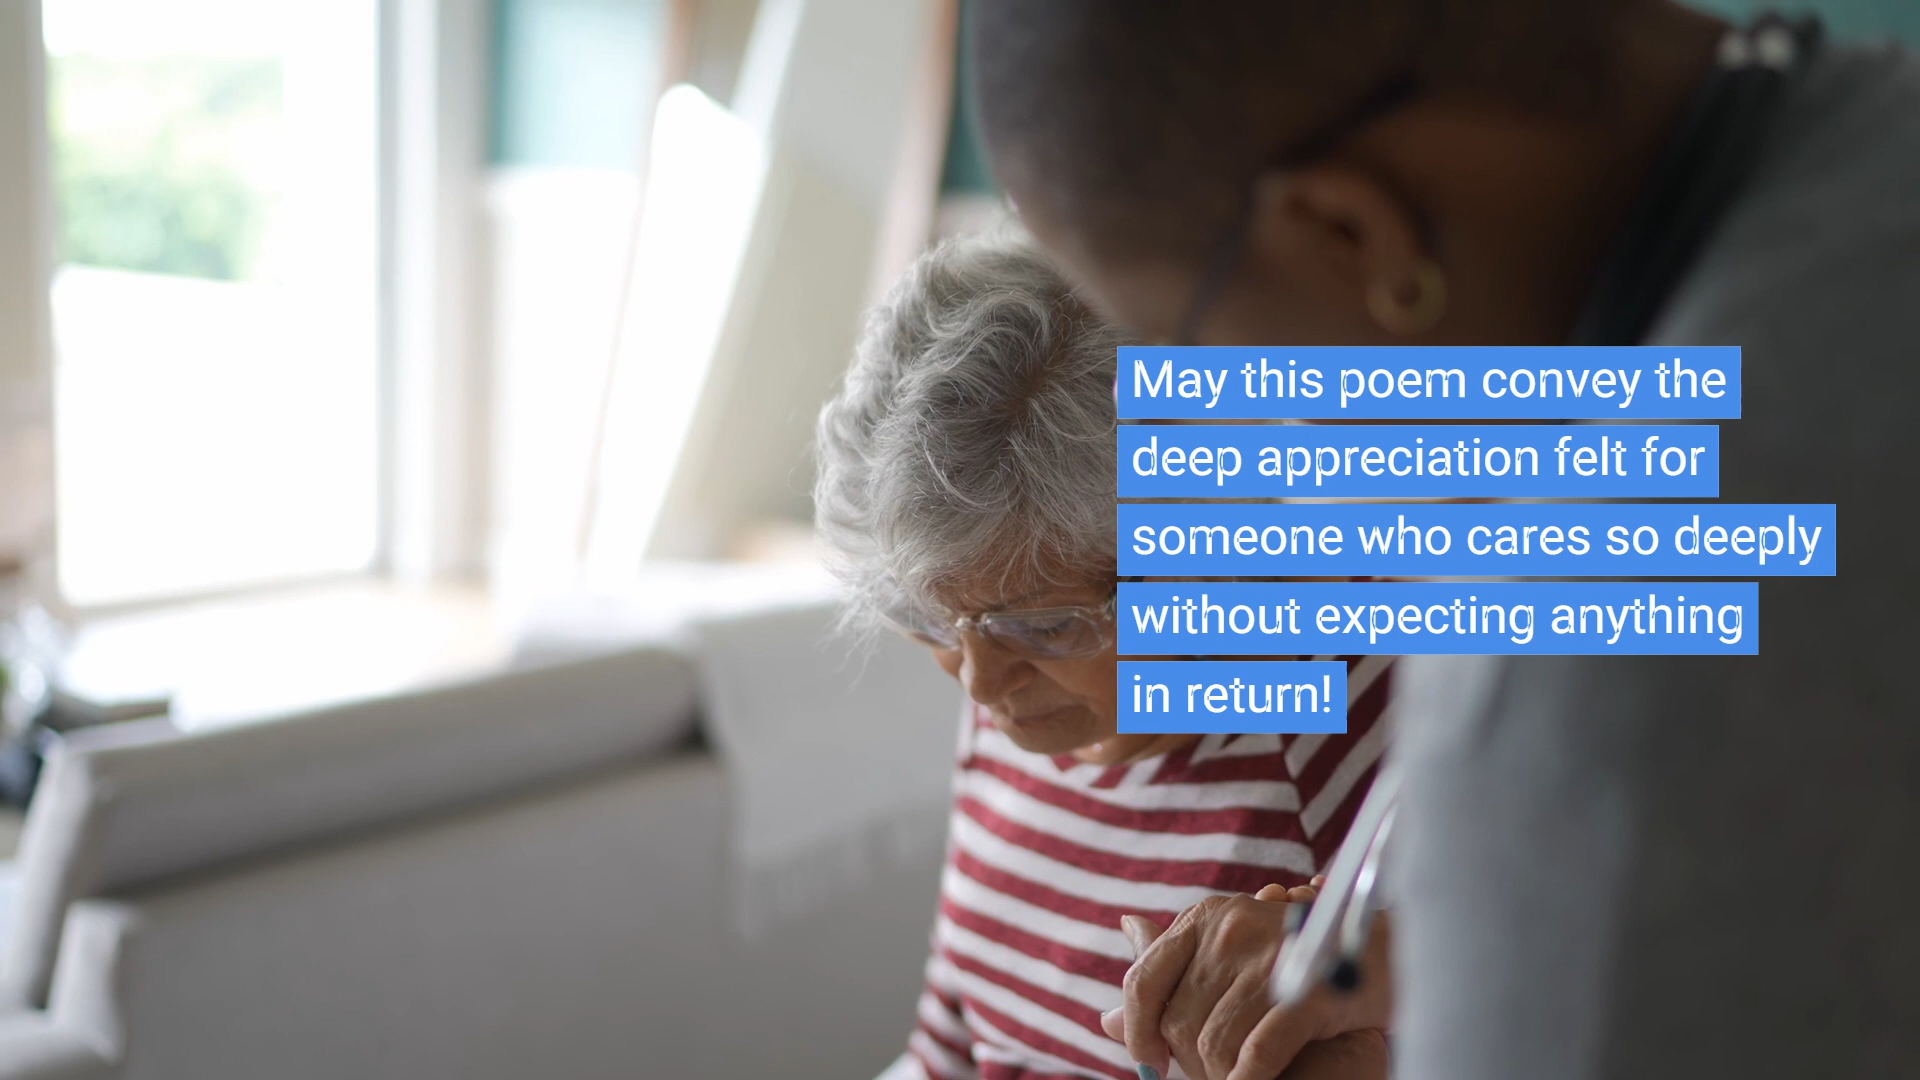 May this poem convey the
deep appreciation felt for
someone who cares so deeply
without expecting anything
in return!